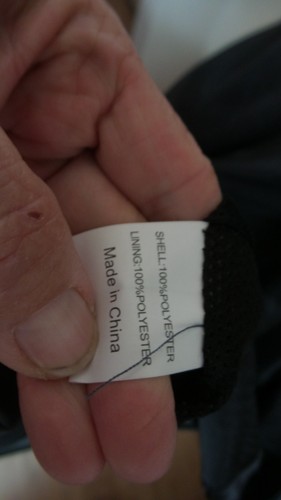 SHELL:100%POLYESTER
LINING:100%POLYESTER
Made in China